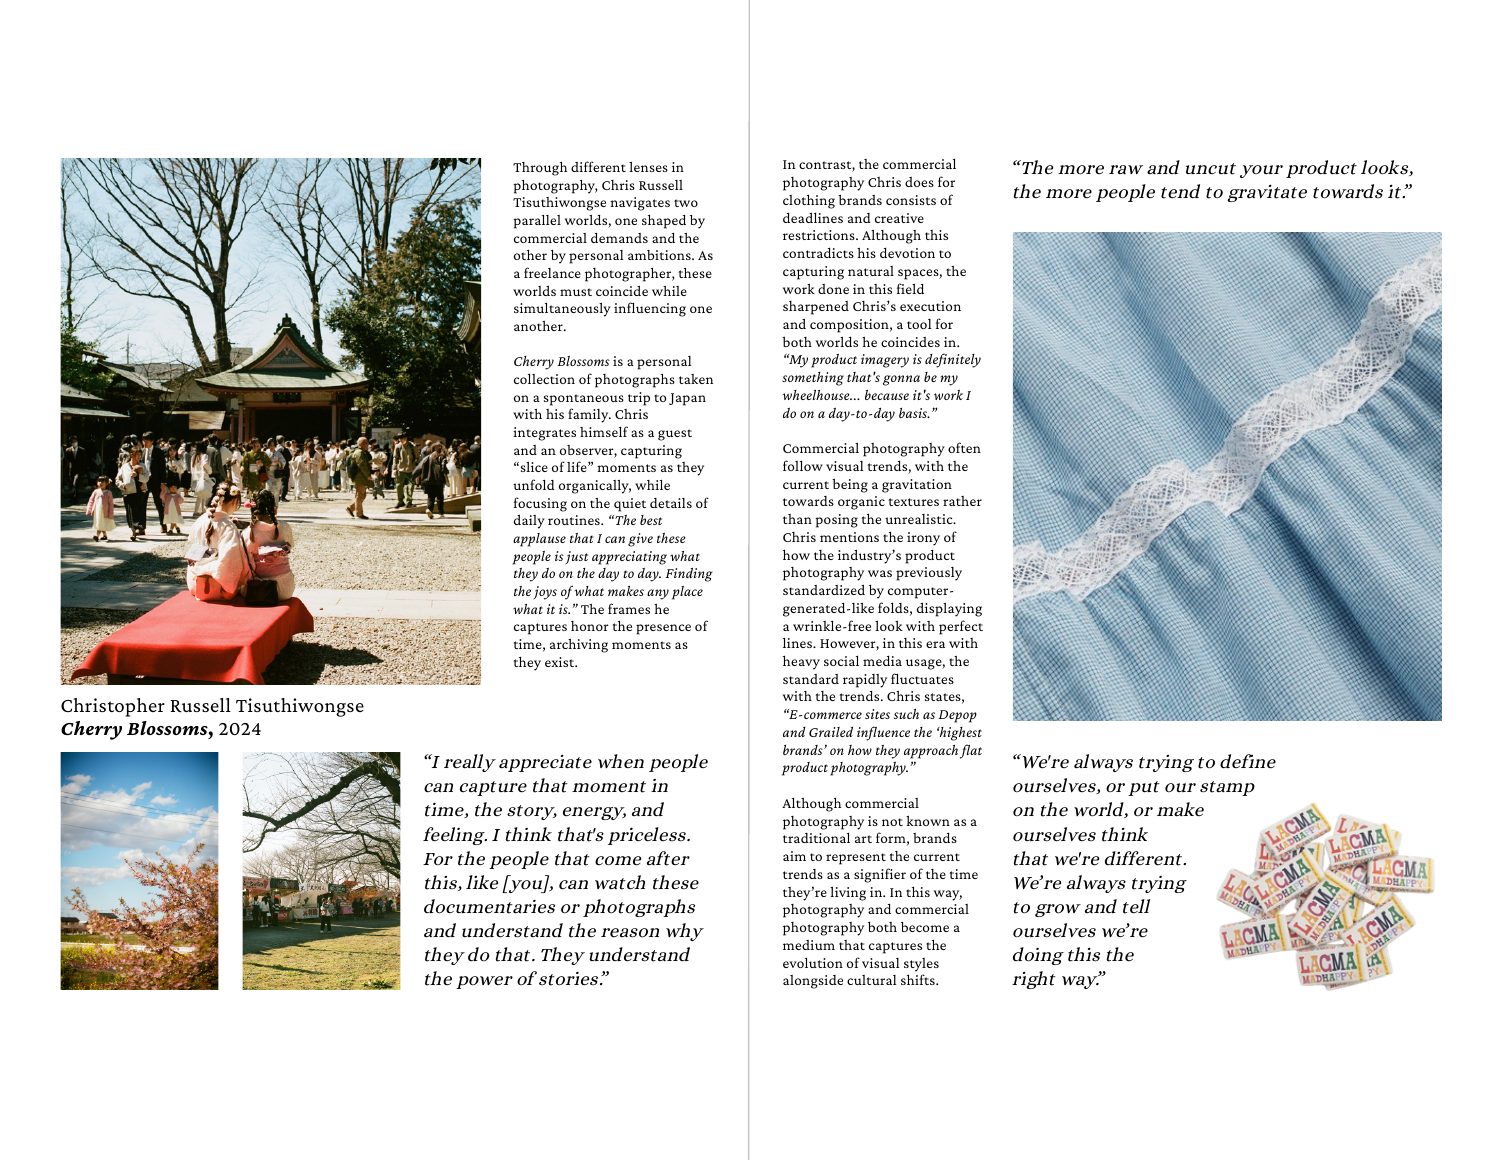 Through different lenses in
photography, Chris Russell
Tisuthiwongse navigates two
parallel worlds, one shaped by
commercial demands and the
other by personal ambitions. As
a freelance photographer, these
worlds must coincide while
simultaneously influencing one
another.
Cherry Blossoms is a personal
collection of photographs taken
on a spontaneous trip to Japan
with his family. Chris
integrates himself as a guest
and an observer, capturing
“slice of life” moments as they
unfold organically, while
focusing on the quiet details of
daily routines. “The best
applause that I can give these
people is just appreciating what
they do on the day to day. Finding
the joys of what makes any place
what it is.” The frames he
captures honor the presence of
time, archiving moments as
they exist.
Christopher Russell Tisuthiwongse
Cherry Blossoms, 2024
“I really appreciate when people
can capture that moment in
time, the story, energy, and
feeling. I think that's priceless.
For the people that come after
this, like [you], can watch these
documentaries or photographs
and understand the reason why
they do that. They understand
the power of stories.”
In contrast, the commercial
photography Chris does for
clothing brands consists of
deadlines and creative
restrictions. Although this
contradicts his devotion to
capturing natural spaces, the
work done in this field
sharpened Chris’s execution
and composition, a tool for
both worlds he coincides in.
“My product imagery is definitely
something that's gonna be my
wheelhouse... because it's work I
do on a day-to-day basis.”
Commercial photography often
follow visual trends, with the
current being a gravitation
towards organic textures rather
than posing the unrealistic.
Chris mentions the irony of
how the industry’s product
photography was previously
standardized by computer-
generated-like folds, displaying
a wrinkle-free look with perfect
lines. However, in this era with
heavy social media usage, the
standard rapidly fluctuates
with the trends. Chris states,
“E-commerce sites such as Depop
and Grailed influence the ‘highest
brands’ on how they approach flat
product photography.”
Although commercial
photography is not known as a
traditional art form, brands
aim to represent the current
trends as a signifier of the time
they’re living in. In this way,
photography and commercial
photography both become a
medium that captures the
evolution of visual styles
alongside cultural shifts.
“The more raw and uncut your product looks,
the more people tend to gravitate towards it.”
“We're always trying to define
ourselves, or put our stamp
on the world, or make
ourselves think
that we're different.
We’re always trying
to grow and tell
ourselves we’re
doing this the
right way.”
LACMA
MADHAPPY
LACMA
MADHAPPY
LACMA
MADHAPPY
LACMA
MADHAPPY
LACMA
MADHAPPY
LACMA
MADHAPPY